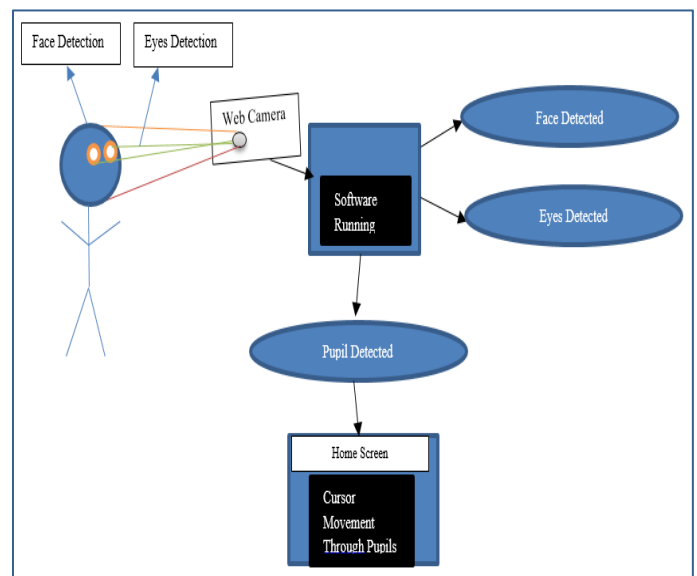 Face Detection
Eyes Detection
Web Camera
Face Detected
Software
Running
Eyes Detected
Pupil Detected
Home Screen
Cursor
Movement
Through Pupils